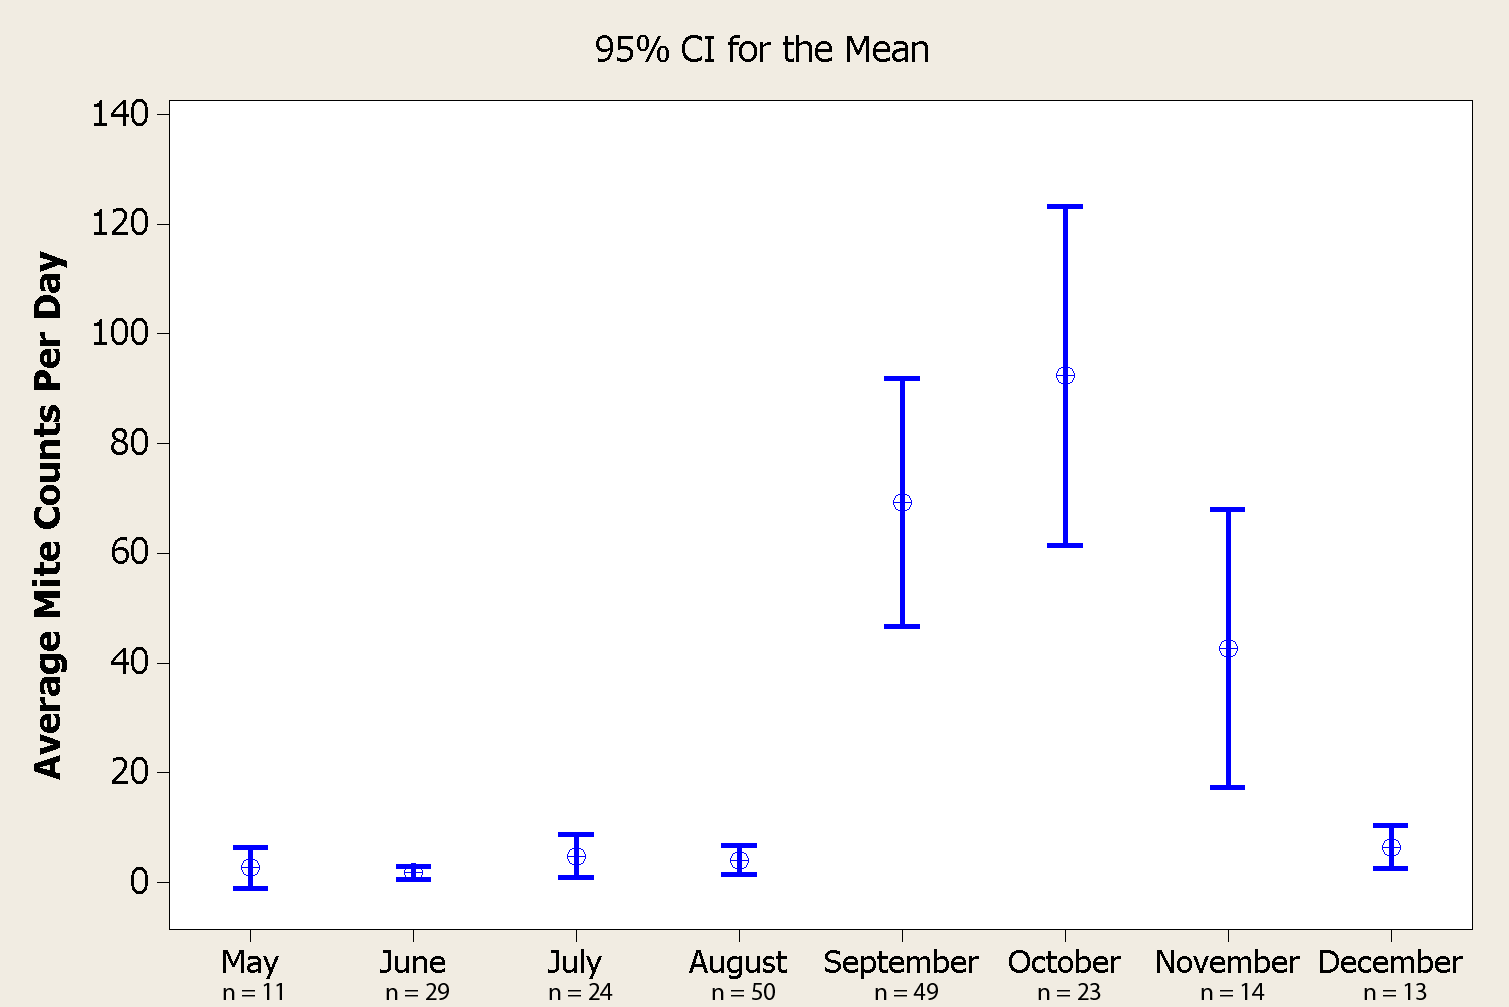 95% CI for the Mean
Average Mite Counts Per Day
140
120
100
80
60
40
20
0
May June July August September October November December
n = 11 n = 29 n = 24 n = 50 n = 49 n = 23 n = 14 n = 13